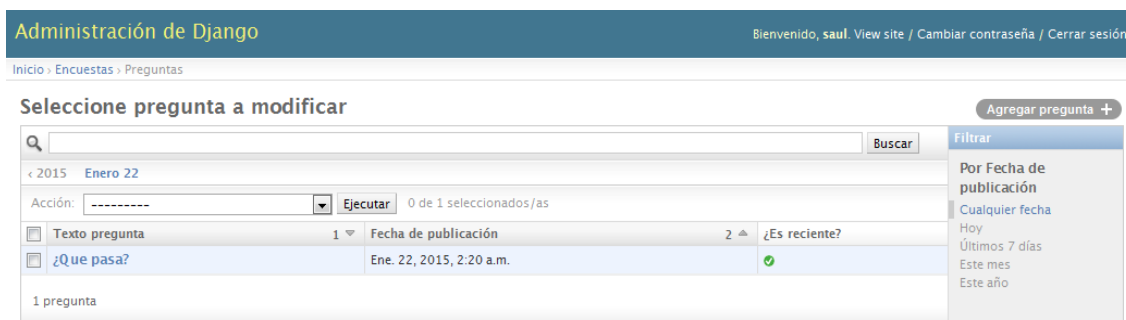 Administración de Django
Bienvenido, saul. View site / Cambiar contraseña / Cerrar sesión
Inicio › Encuestas › Preguntas
Seleccione pregunta a modificar
Agregar pregunta +
Buscar
‹ 2015 Enero 22
Acción: --------- Ejecutar 0 de 1 seleccionados/as
Texto pregunta 1 Fecha de publicación 2 ¿Es reciente?
¿Que pasa? Ene. 22, 2015, 2:20 a.m.
1 pregunta
Filtrar
Por Fecha de
publicación
Cualquier fecha
Hoy
Últimos 7 días
Este mes
Este año